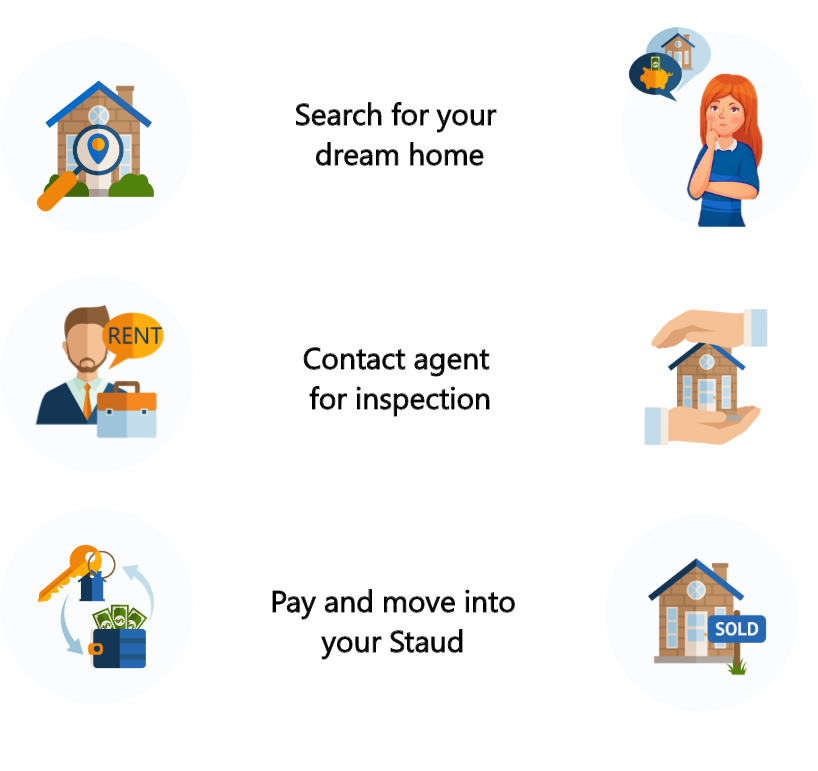 Search for your
dream home
RENT
Contact agent
for inspection
Pay and move into
your Staud
SOLD